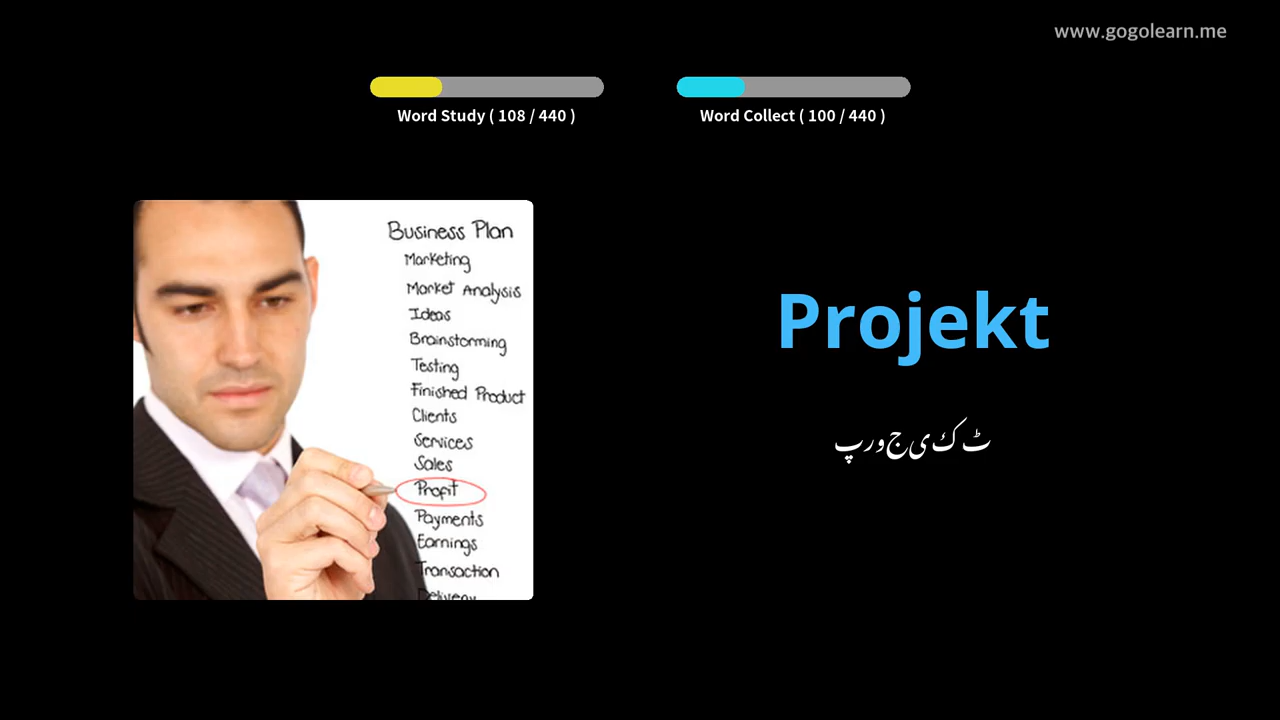 www.gogolearn.me
Word Study ( 108 / 440 )
Word Collect ( 100 / 440 )
Business Plan
Marketing
Market Analysis
Ideas
Brainstorming
Testing
Finished Product
Clients
Services
Sales
Profit
Payments
Earnings
Transaction
Delivery
Projekt
پروجیکٹ